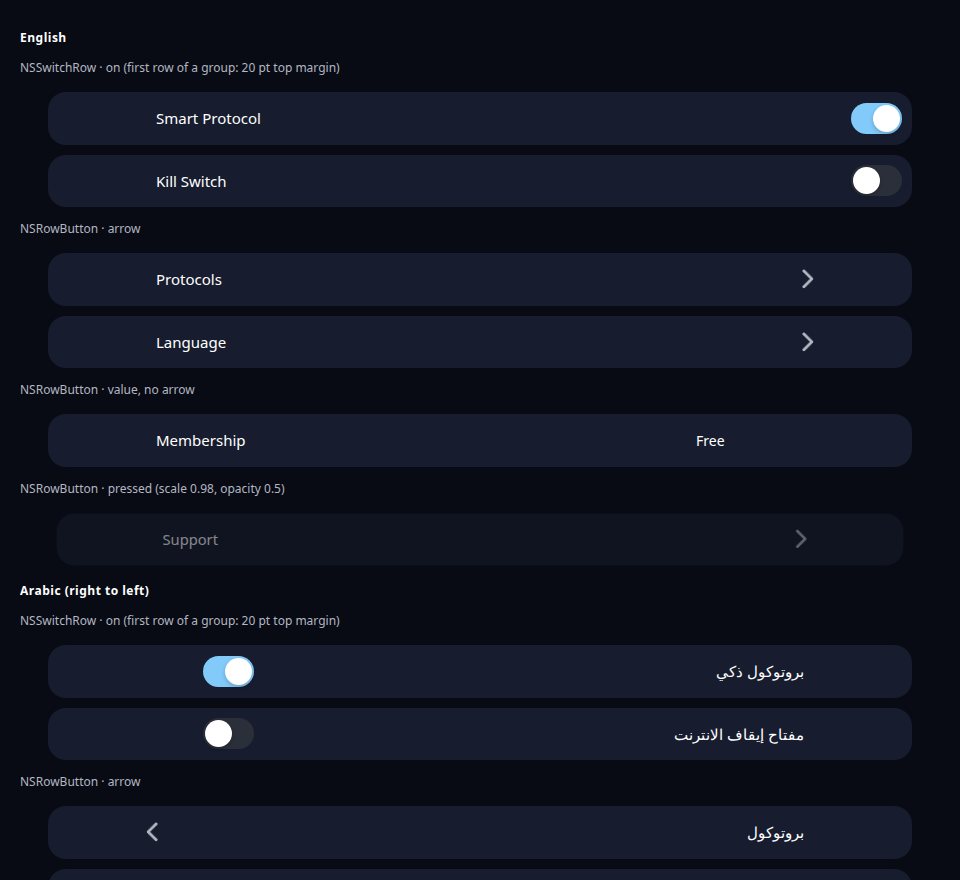 English
NSSwitchRow · on (first row of a group: 20 pt top margin)
Smart Protocol
Kill Switch
NSRowButton · arrow
Protocols
Language
NSRowButton · value, no arrow
Membership Free
NSRowButton · pressed (scale 0.98, opacity 0.5)
Support
Arabic (right to left)
NSSwitchRow · on (first row of a group: 20 pt top margin)
بروتوكول ذكي
مفتاح إيقاف الانترنت
NSRowButton · arrow
بروتوكول